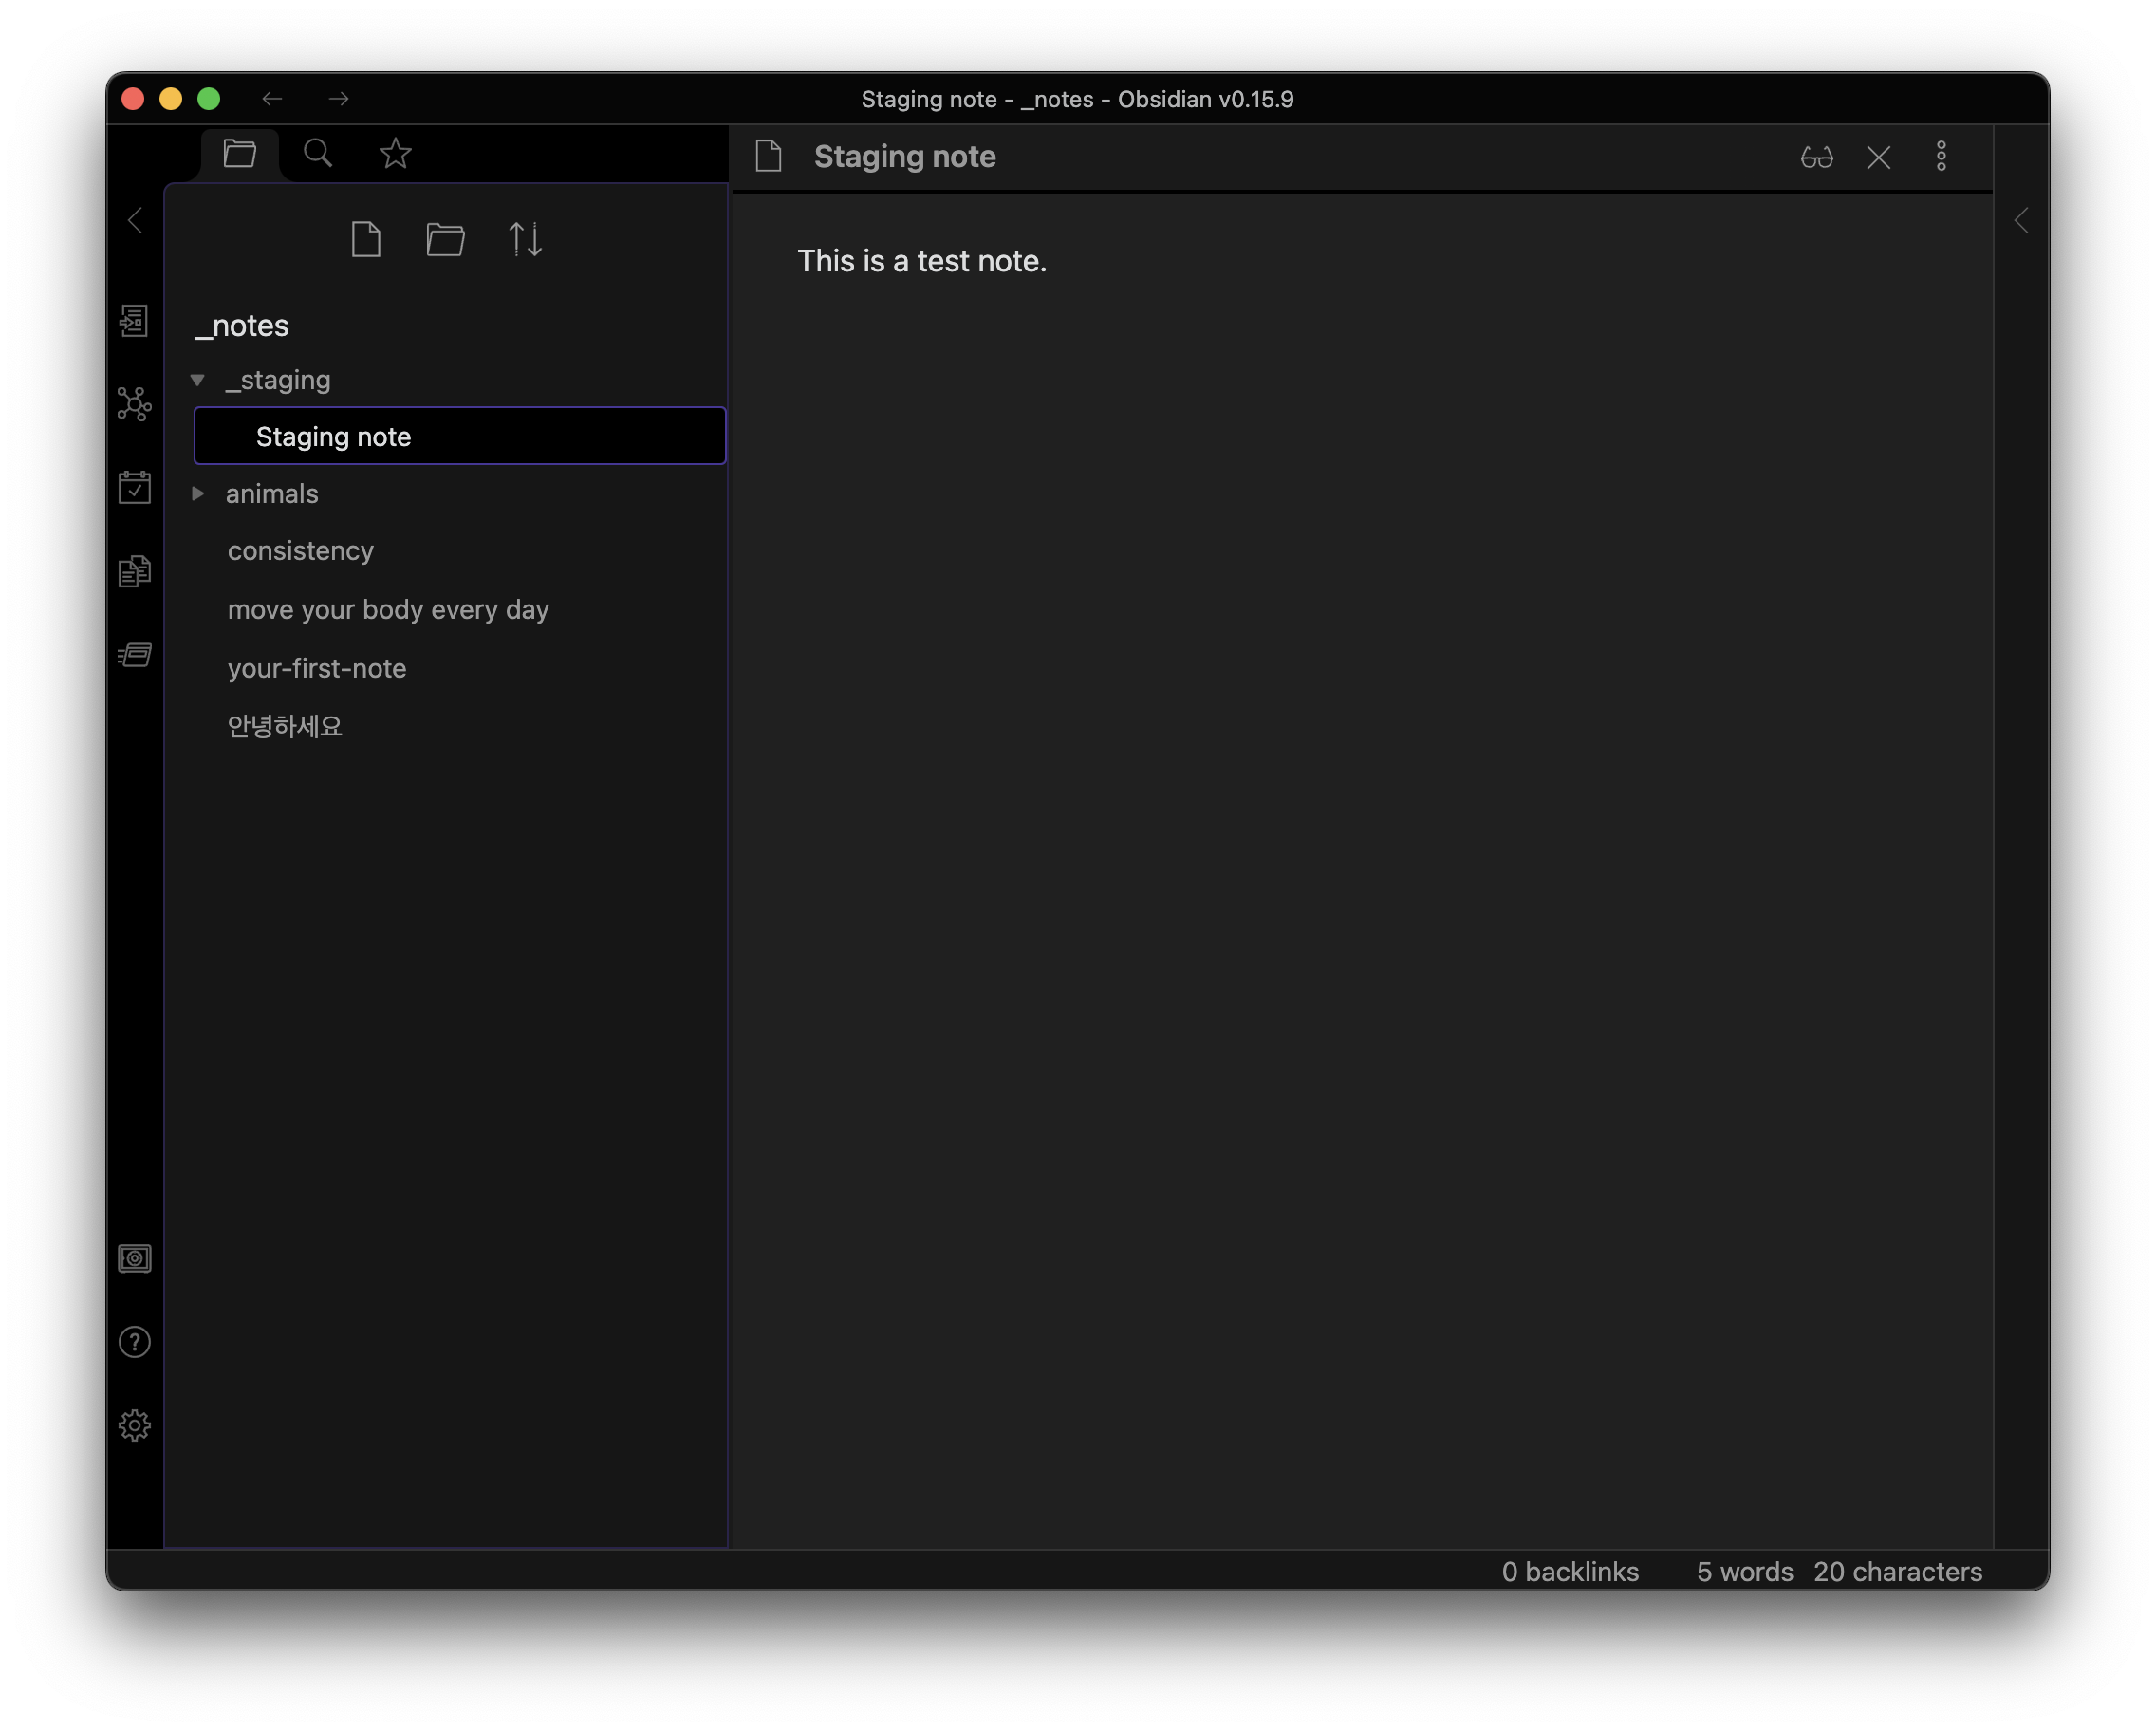 Staging note - _notes - Obsidian v0.15.9
Staging note
This is a test note.
_notes
_staging
Staging note
animals
consistency
move your body every day
your-first-note
안녕하세요
0 backlinks 5 words 20 characters